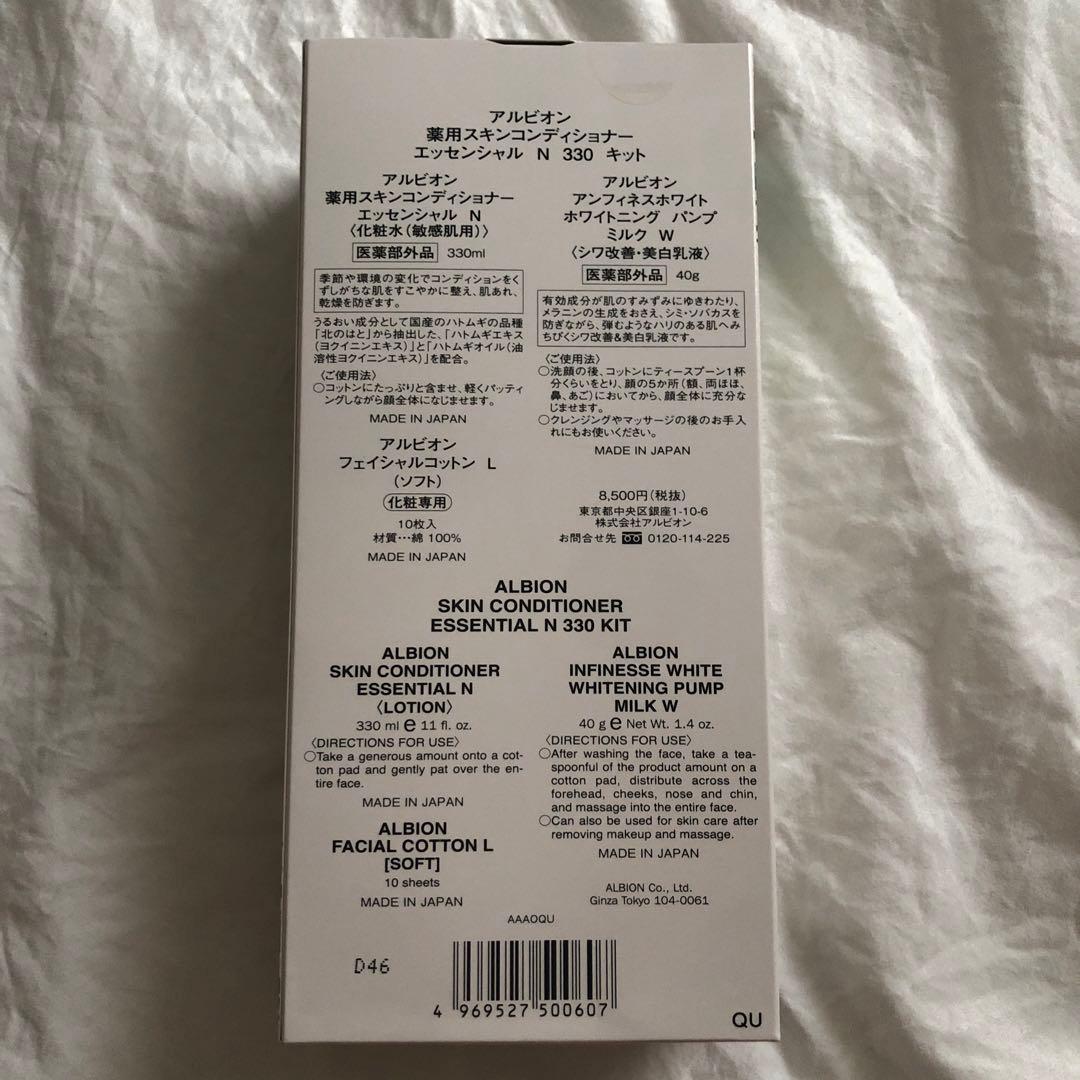 アルビオン
薬用スキンコンディショナー
エッセンシャル N 330 キット
アルビオン
薬用スキンコンディショナー
エッセンシャル N
〈化粧水(敏感肌用)〉
医薬部外品 330ml
季節や環境の変化でコンディションをく
ずしがちな肌をすこやかに整え、肌あれ、
乾燥を防ぎます。
うるおい成分として国産のハトムギの品種
「北のはと」から抽出した、「ハトムギエキス
(ヨクイニンエキス)」と「ハトムギオイル(油
溶性ヨクイニンエキス)」を配合。
〈ご使用法〉
○コットンにたっぷりと含ませ、軽くパッティ
ングしながら顔全体になじませます。
MADE IN JAPAN
アルビオン
フェイシャルコットン L
(ソフト)
化粧専用
10枚入
材質…綿 100%
MADE IN JAPAN
アルビオン
アンフィネスホワイト
ホワイトニング パンプ
ミルク W
〈シワ改善・美白乳液〉
医薬部外品 40g
有効成分が肌のすみずみにゆきわたり、
メラニンの生成をおさえ、シミ・ソバカスを
防ぎながら、弾むようなハリのある肌へみ
ちびくシワ改善&美白乳液です。
〈ご使用法〉
○洗顔の後、コットンにティースプーン1杯
分くらいをとり、顔の5か所(額、両ほほ、
鼻、あご)においてから、顔全体に充分な
じませます。
○クレンジングやマッサージの後のお手入
れにもお使いください。
MADE IN JAPAN
8,500円(税抜)
東京都中央区銀座1-10-6
株式会社アルビオン
お問合せ先 0120-114-225
ALBION
SKIN CONDITIONER
ESSENTIAL N 330 KIT
ALBION
SKIN CONDITIONER
ESSENTIAL N
〈LOTION〉
330 ml e 11 fl. oz.
〈DIRECTIONS FOR USE〉
○Take a generous amount onto a cot-
ton pad and gently pat over the en-
tire face.
MADE IN JAPAN
ALBION
FACIAL COTTON L
[SOFT]
10 sheets
MADE IN JAPAN
ALBION
INFINESSE WHITE
WHITENING PUMP
MILK W
40 g e Net Wt. 1.4 oz.
〈DIRECTIONS FOR USE〉
○After washing the face, take a tea-
spoonful of the product amount on a
cotton pad, distribute across the
forehead, cheeks, nose and chin,
and massage into the entire face.
○Can also be used for skin care after
removing makeup and massage.
MADE IN JAPAN
ALBION Co., Ltd.
Ginza Tokyo 104-0061
AAAOQU
D46
4 969527 500607
QU